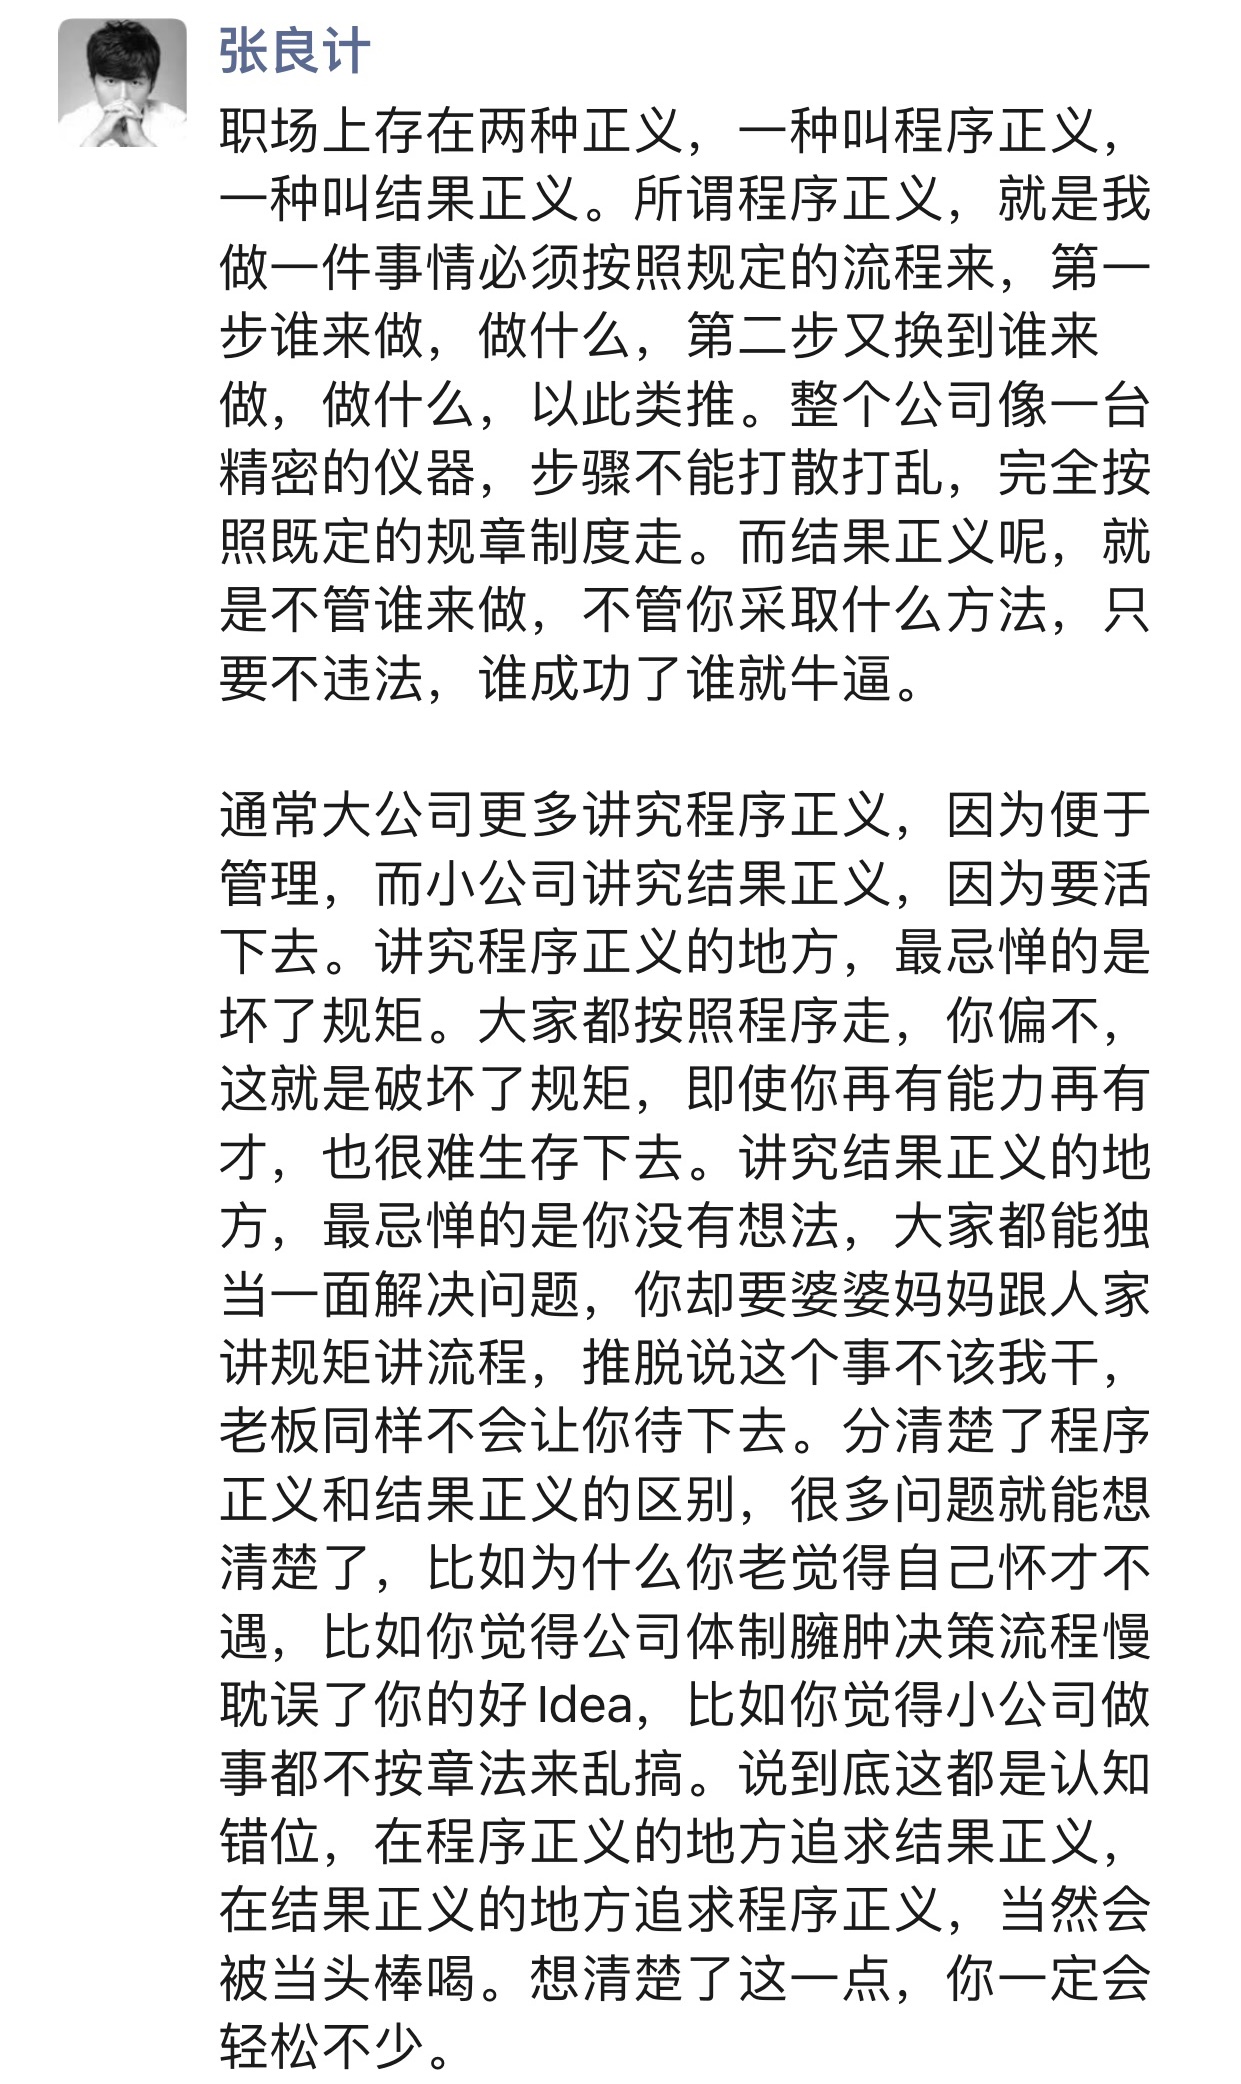 张良计
职场上存在两种正义，一种叫程序正义，
一种叫结果正义。所谓程序正义，就是我
做一件事情必须按照规定的流程来，第一
步谁来做，做什么，第二步又换到谁来
做，做什么，以此类推。整个公司像一台
精密的仪器，步骤不能打散打乱，完全按
照既定的规章制度走。而结果正义呢，就
是不管谁来做，不管你采取什么方法，只
要不违法，谁成功了谁就牛逼。
通常大公司更多讲究程序正义，因为便于
管理，而小公司讲究结果正义，因为要活
下去。讲究程序正义的地方，最忌惮的是
坏了规矩。大家都按照程序走，你偏不，
这就是破坏了规矩，即使你再有能力再有
才，也很难生存下去。讲究结果正义的地
方，最忌惮的是你没有想法，大家都能独
当一面解决问题，你却要婆婆妈妈跟人家
讲规矩讲流程，推脱说这个事不该我干，
老板同样不会让你待下去。分清楚了程序
正义和结果正义的区别，很多问题就能想
清楚了，比如为什么你老觉得自己怀才不
遇，比如你觉得公司体制臃肿决策流程慢
耽误了你的好Idea，比如你觉得小公司做
事都不按章法来乱搞。说到底这都是认知
错位，在程序正义的地方追求结果正义，
在结果正义的地方追求程序正义，当然会
被当头棒喝。想清楚了这一点，你一定会
轻松不少。